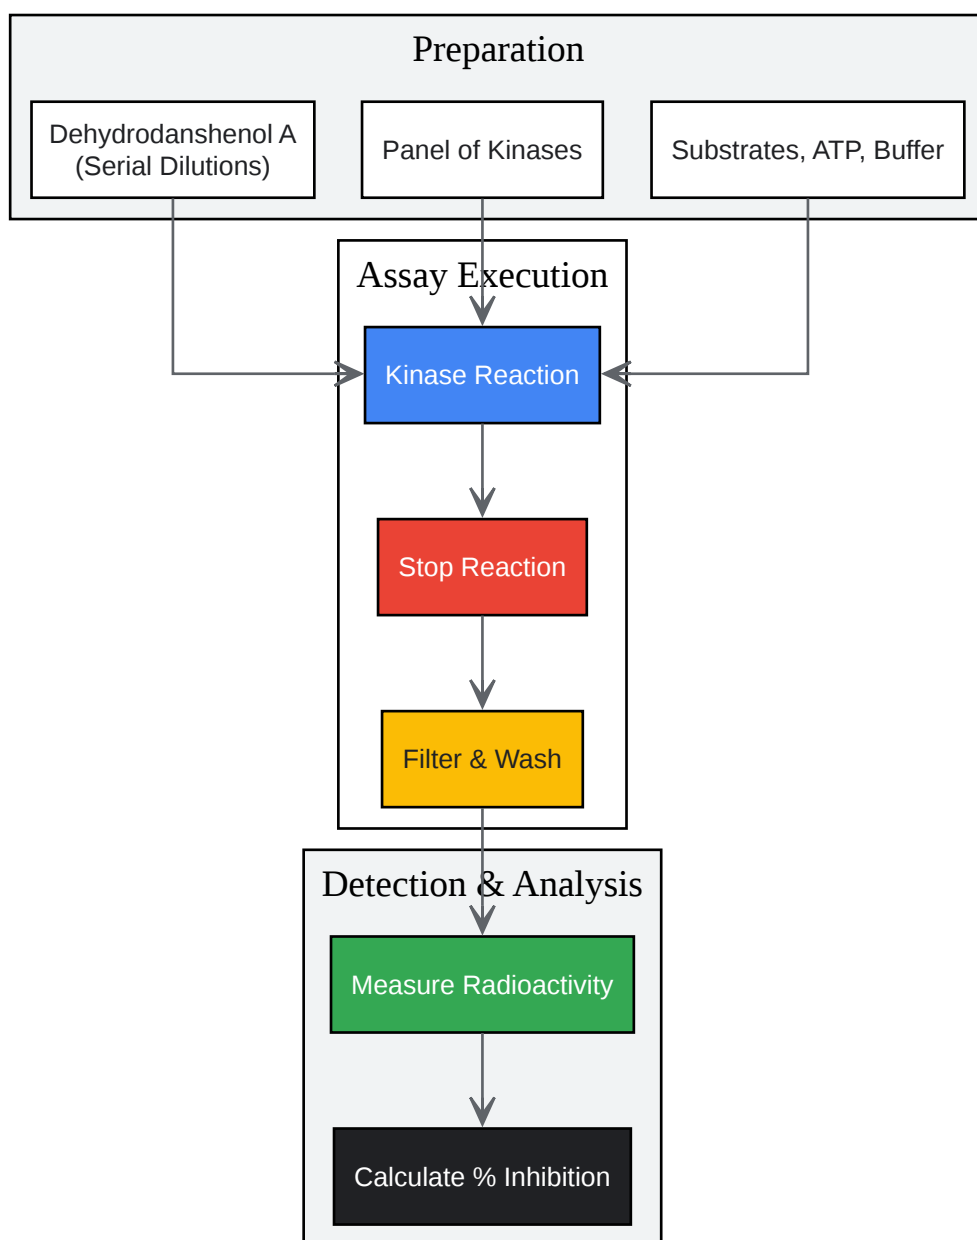 Preparation
Dehydrodanshenol A
(Serial Dilutions)
Panel of Kinases
Substrates, ATP, Buffer
Assay Execution
Kinase Reaction
Stop Reaction
Filter & Wash
Detection & Analysis
Measure Radioactivity
Calculate % Inhibition